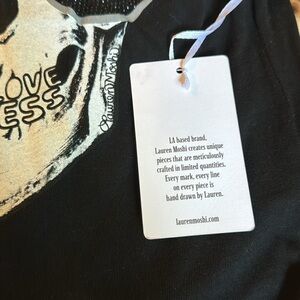 LOVE
LESS
LA based brand,
Lauren Moshi creates unique
pieces that are meticulously
crafted in limited quantities.
Every mark, every line
on every piece is
hand drawn by Lauren.
laurenmoshi.com